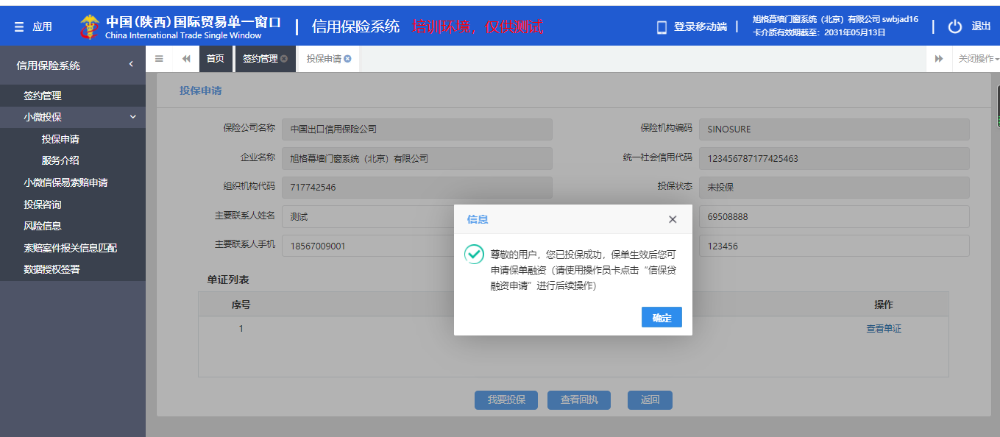 应用
中国(陕西)国际贸易单一窗口
China International Trade Single Window
信用保险系统
培训环境，仅供测试
登录移动端
旭格幕墙门窗系统（北京）有限公司 swbjad16
卡介质有效期截至：2031年05月13日
退出
信用保险系统
首页
签约管理
投保申请
关闭操作
签约管理
小微投保
投保申请
服务介绍
小微信保易索赔申请
投保咨询
风险信息
索赔案件报关信息匹配
数据授权签署
投保申请
保险公司名称 中国出口信用保险公司
保险机构编码 SINOSURE
企业名称 旭格幕墙门窗系统（北京）有限公司
统一社会信用代码 123456787177425463
组织机构代码 717742546
投保状态 未投保
主要联系人姓名 测试
69508888
主要联系人手机 18567009001
123456
信息
尊敬的用户，您已投保成功，保单生效后您可
申请保单融资（请使用操作员卡点击“信保贷
融资申请”进行后续操作）
确定
单证列表
序号 操作
1 查看单证
我要投保 查看回执 返回